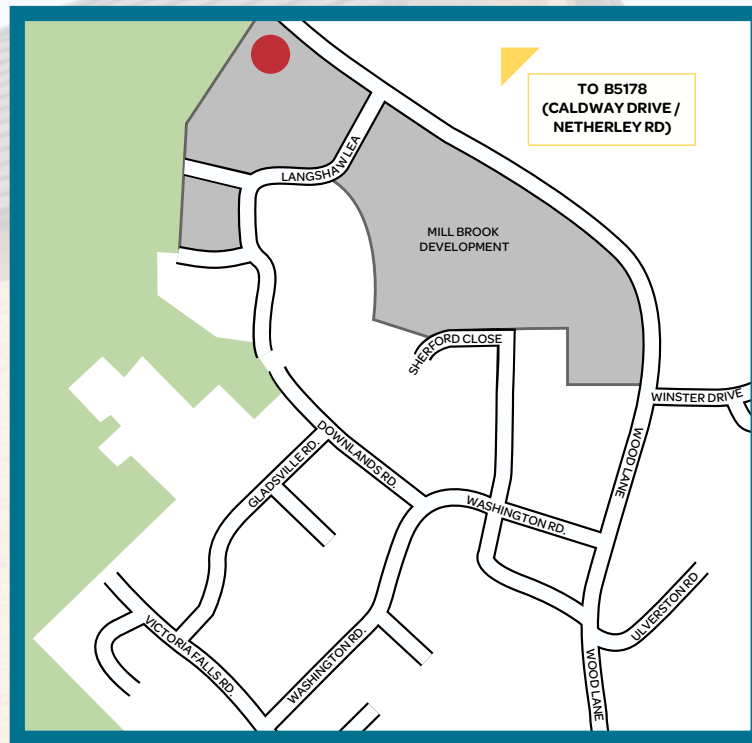 TO B5178
(CALDWAY DRIVE /
NETHERLEY RD)
LANGSHAW LEA
MILL BROOK
DEVELOPMENT
SHERFORD CLOSE
WINSTER DRIVE
DOWNLANDS RD.
GLADSVILLE RD.
WOOD LANE
WASHINGTON RD.
ULVERSTON RD
VICTORIA FALLS RD.
WASHINGTON RD.
WOOD LANE